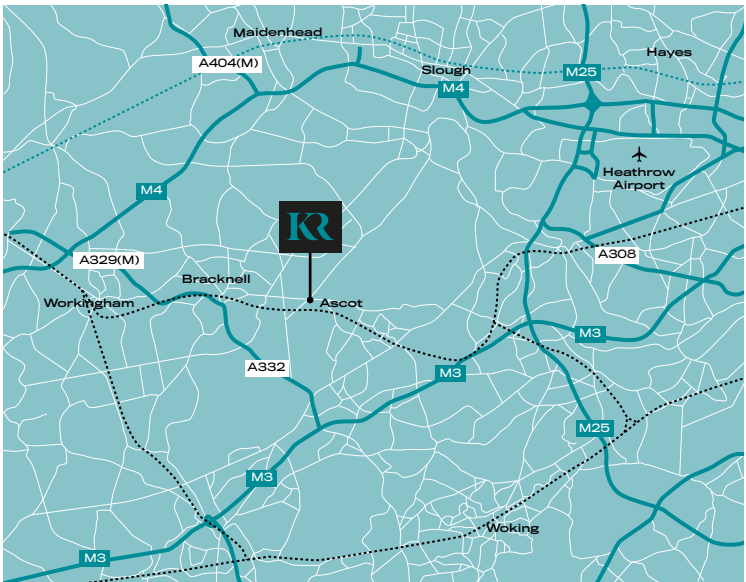 Maidenhead
Hayes
A404(M)
Slough
M25
M4
Heathrow
Airport
M4
KR
A329(M)
A308
Bracknell
Workingham
Ascot
M3
A332
M3
M25
M3
Woking
M3